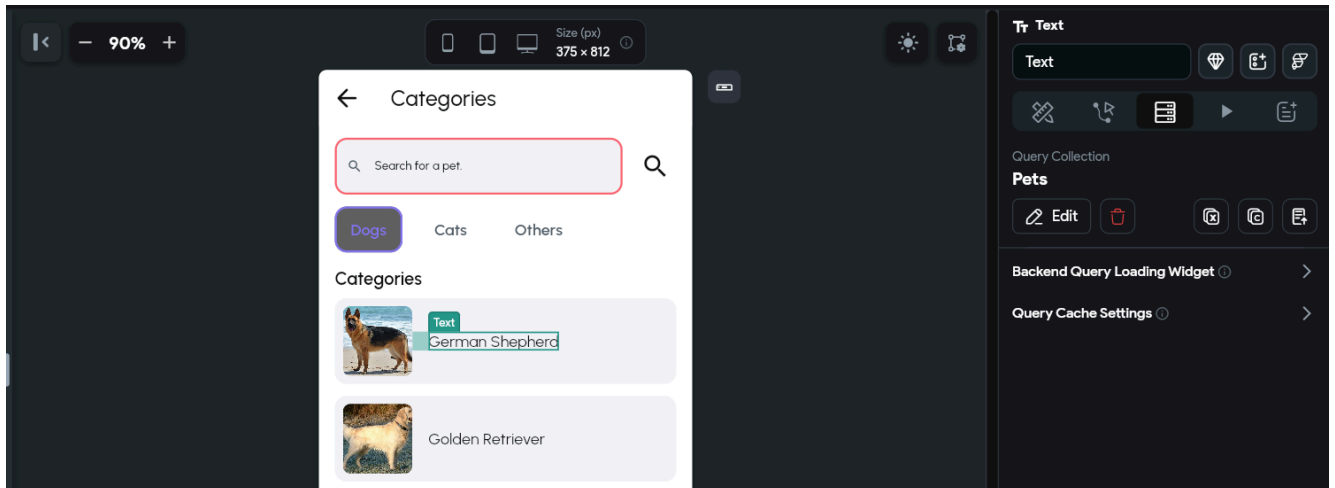 90%
Size (px)
375 × 812
Categories
Search for a pet.
Dogs
Cats
Others
Categories
Text
German Shepherd
Golden Retriever
Tт Text
Text
Query Collection
Pets
Edit
Backend Query Loading Widget
Query Cache Settings